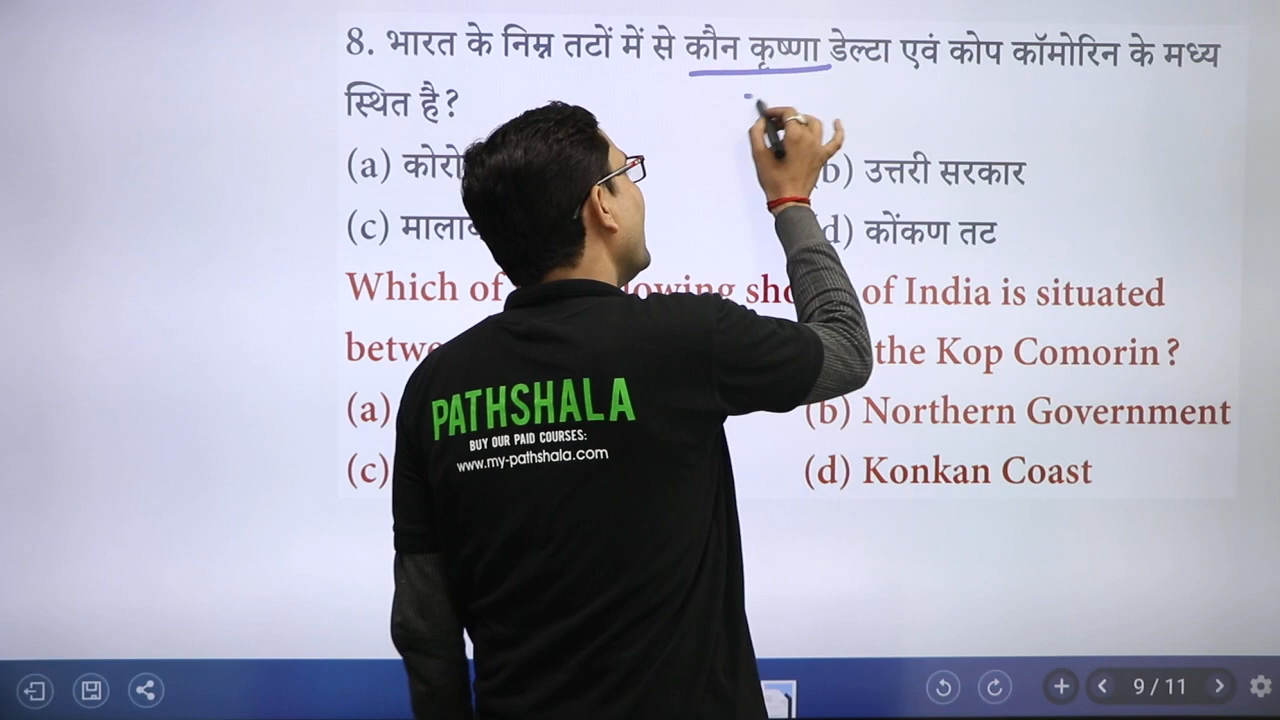 8. भारत के निम्न तटों में से कौन कृष्णा डेल्टा एवं कोप कॉमोरिन के मध्य
स्थित है?
(a)
(b) उत्तरी सरकार
(c)
(d) कोंकण तट
Which of of India is situated
the Kop Comorin?
(a)
(b) Northern Government
(c)
(d) Konkan Coast
PATHSHALA
BUY OUR PAID COURSES:
www.my-pathshala.com
9 / 11